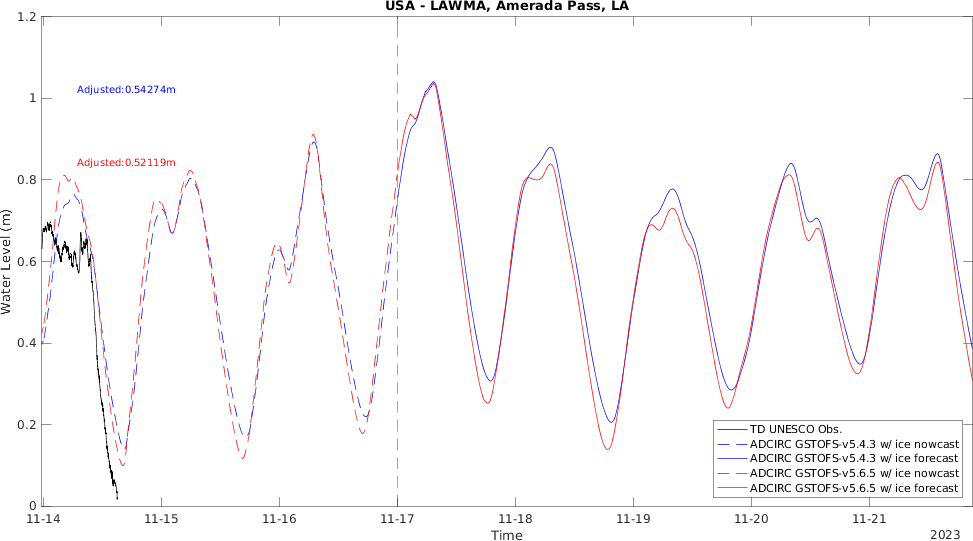 USA - LAWMA, Amerada Pass, LA
1.2
1
0.8
0.6
0.4
0.2
0
Water Level (m)
Adjusted:0.54274m
Adjusted:0.52119m
TD UNESCO Obs.
ADCIRC GSTOFS-v5.4.3 w/ ice nowcast
ADCIRC GSTOFS-v5.4.3 w/ ice forecast
ADCIRC GSTOFS-v5.6.5 w/ ice nowcast
ADCIRC GSTOFS-v5.6.5 w/ ice forecast
11-14 11-15 11-16 11-17 11-18 11-19 11-20 11-21
Time
2023